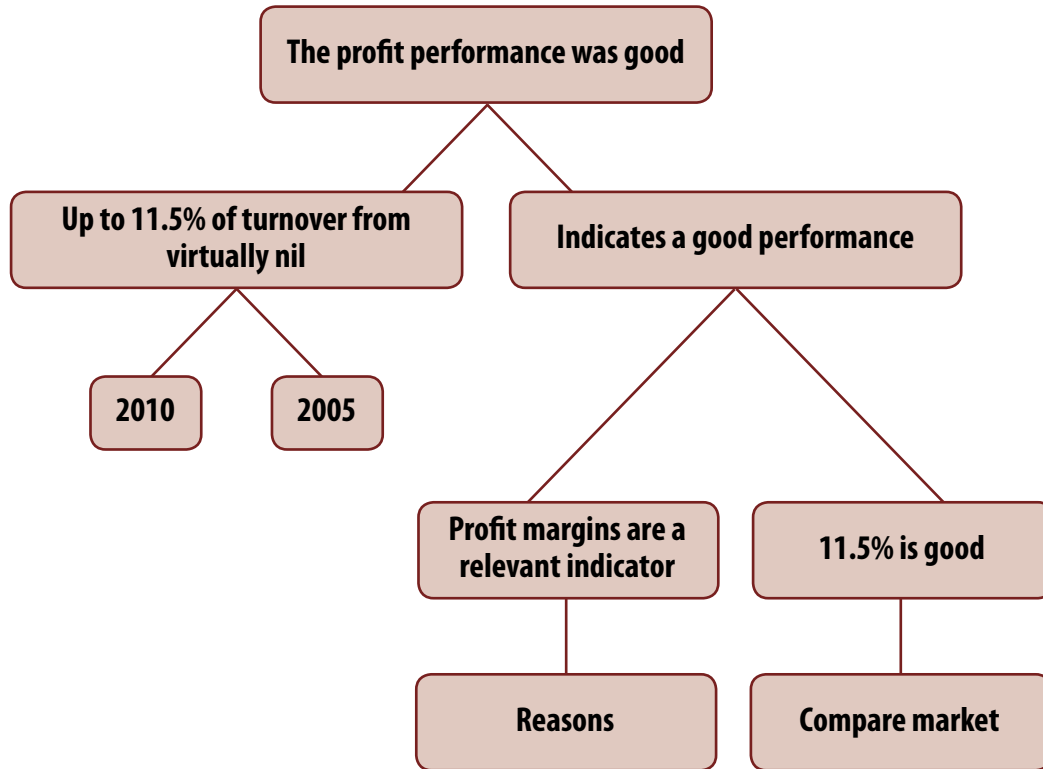 The profit performance was good
Up to 11.5% of turnover from
virtually nil
Indicates a good performance
2010
2005
Profit margins are a
relevant indicator
11.5% is good
Reasons
Compare market